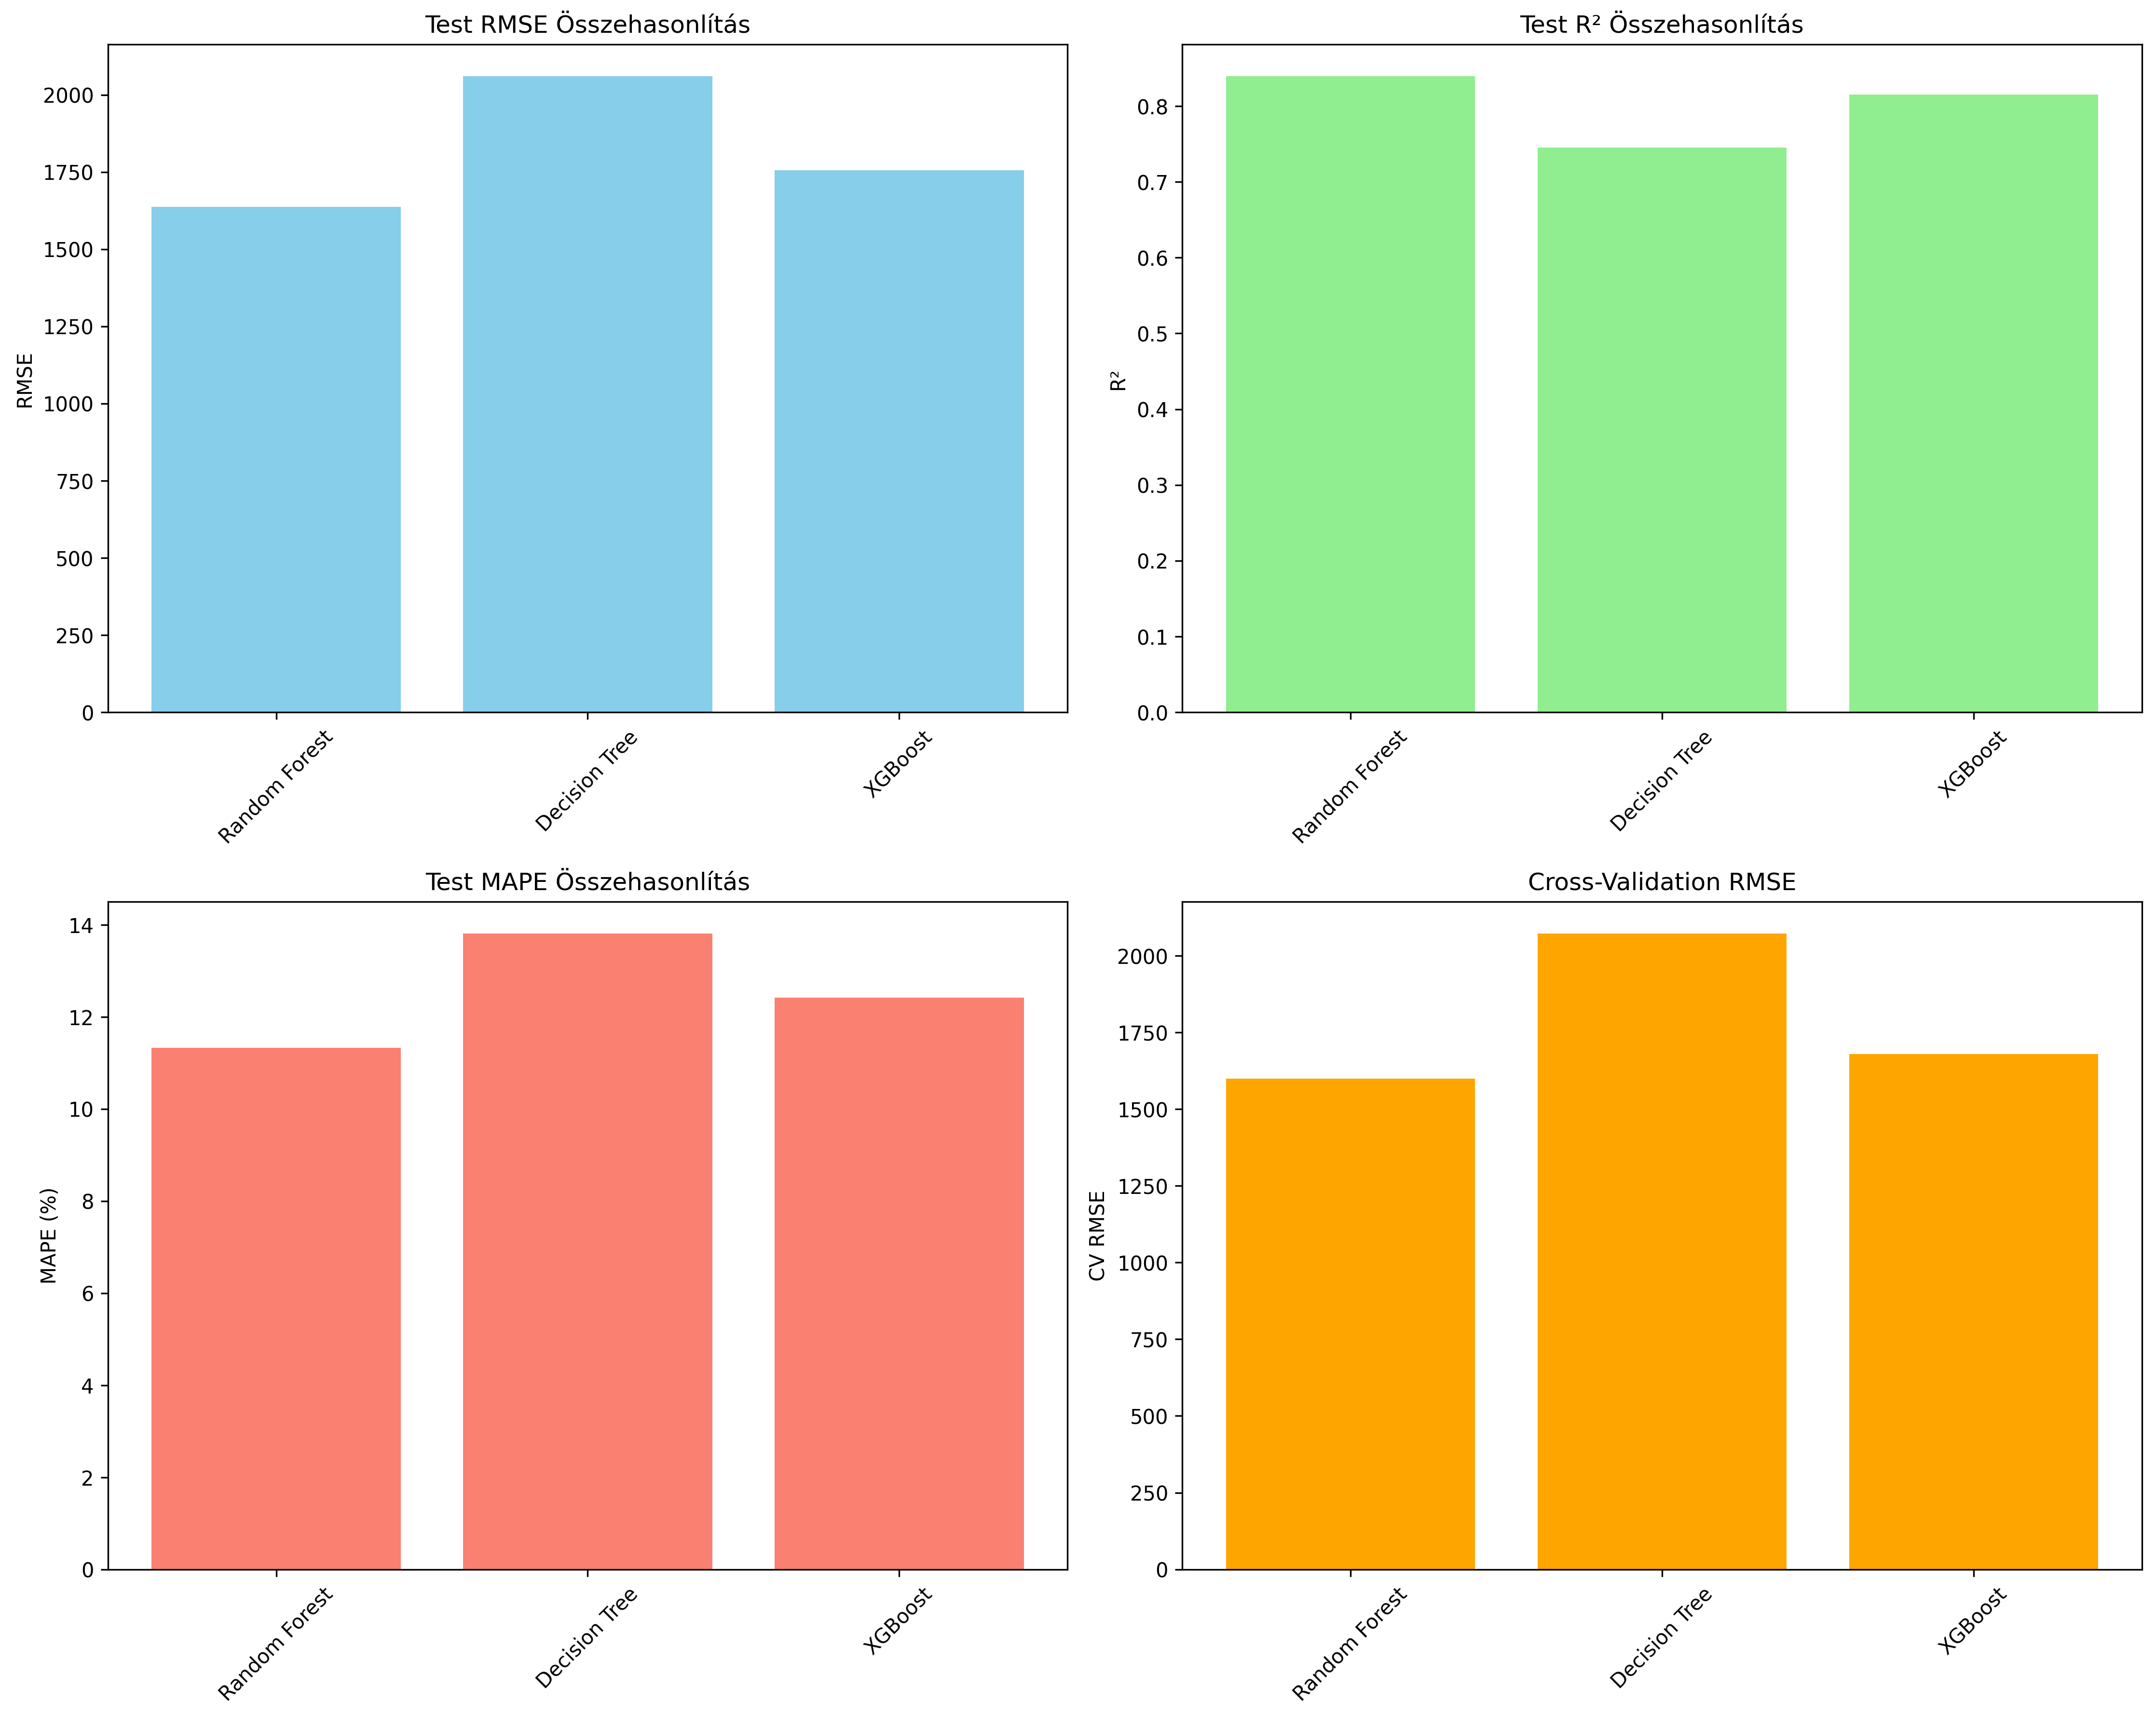 Test RMSE Összehasonlítás
RMSE
2000
1750
1500
1250
1000
750
500
250
0
Random Forest
Decision Tree
XGBoost
Test R² Összehasonlítás
R²
0.8
0.7
0.6
0.5
0.4
0.3
0.2
0.1
0.0
Random Forest
Decision Tree
XGBoost
Test MAPE Összehasonlítás
MAPE (%)
14
12
10
8
6
4
2
0
Random Forest
Decision Tree
XGBoost
Cross-Validation RMSE
CV RMSE
2000
1750
1500
1250
1000
750
500
250
0
Random Forest
Decision Tree
XGBoost